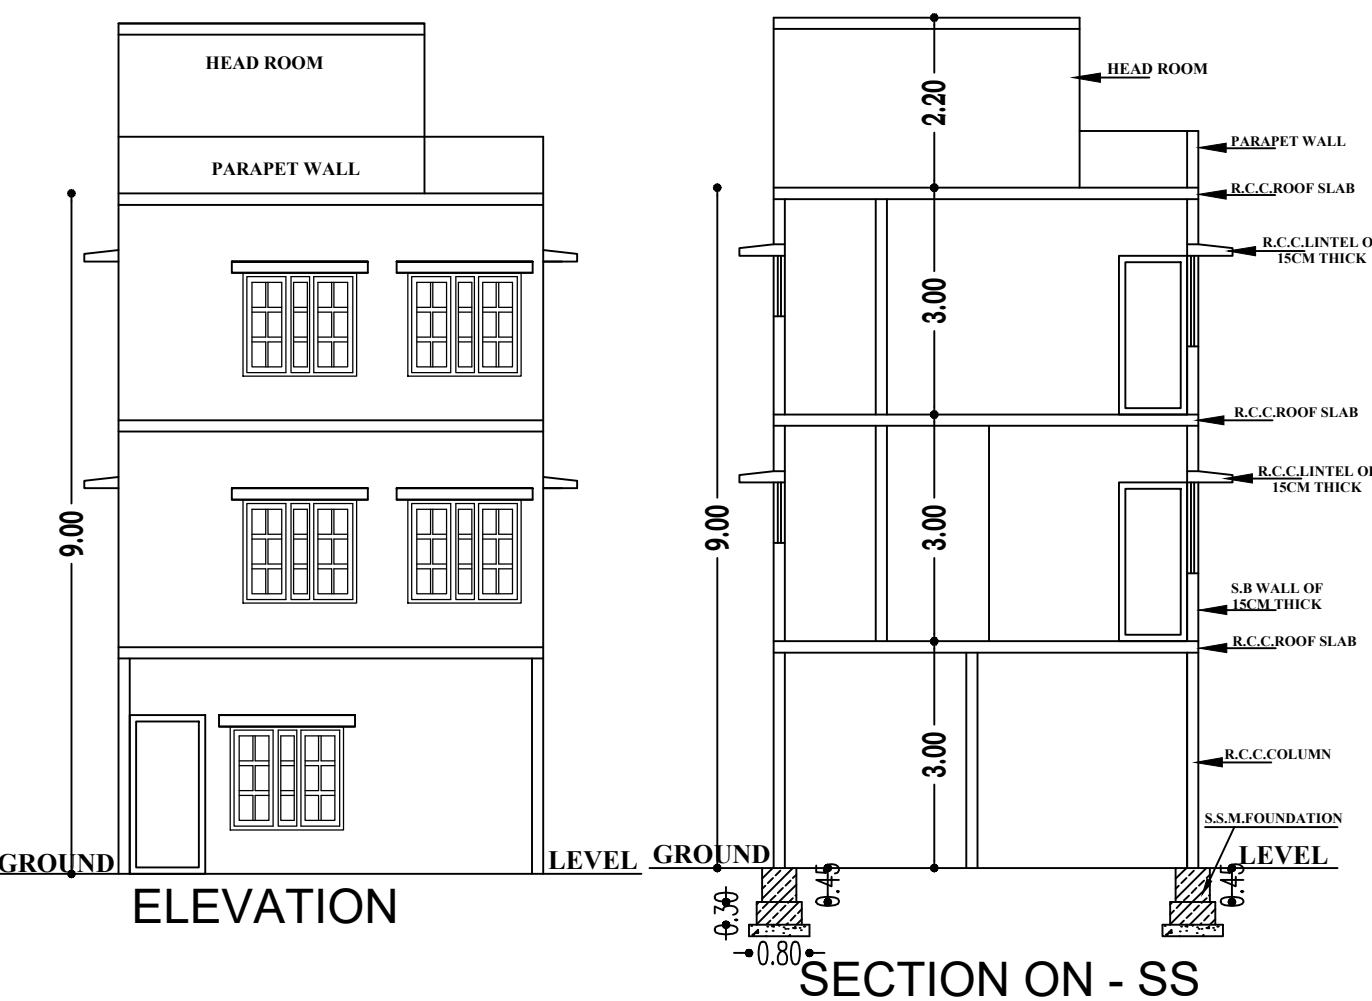 HEAD ROOM
PARAPET WALL
9.00
GROUND
LEVEL
ELEVATION
2.20
HEAD ROOM
PARAPET WALL
R.C.C.ROOF SLAB
R.C.C.LINTEL O
15CM THICK
3.00
R.C.C.ROOF SLAB
R.C.C.LINTEL OF
15CM THICK
9.00
3.00
S.B WALL OF
15CM THICK
R.C.C.ROOF SLAB
3.00
R.C.C.COLUMN
S.S.M.FOUNDATION
GROUND
LEVEL
0.45
0.45
0.30
0.80
SECTION ON - SS